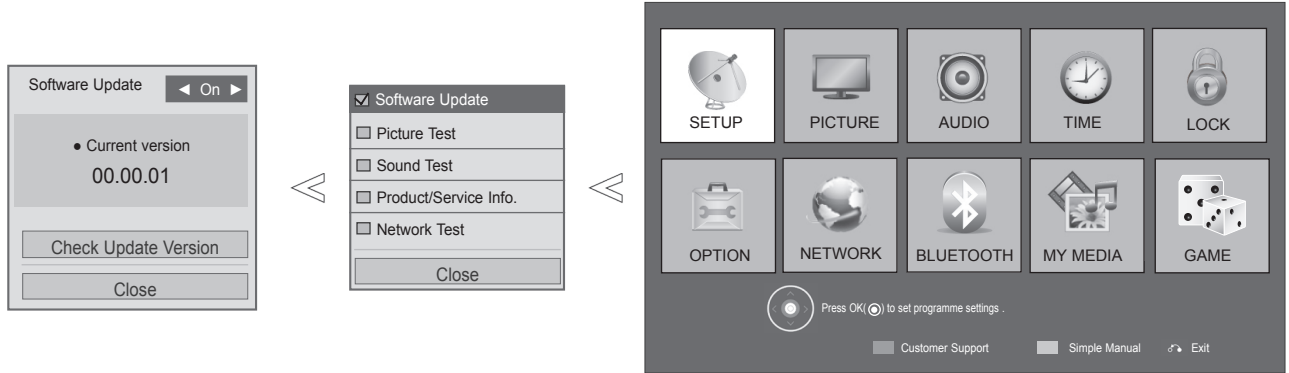 Software Update
◄ On ►
● Current version
00.00.01
Check Update Version
Close
Software Update
Picture Test
Sound Test
Product/Service Info.
Network Test
Close
SETUP
PICTURE
AUDIO
TIME
LOCK
OPTION
NETWORK
BLUETOOTH
MY MEDIA
GAME
Press OK(◉) to set programme settings .
Customer Support
Simple Manual
Exit